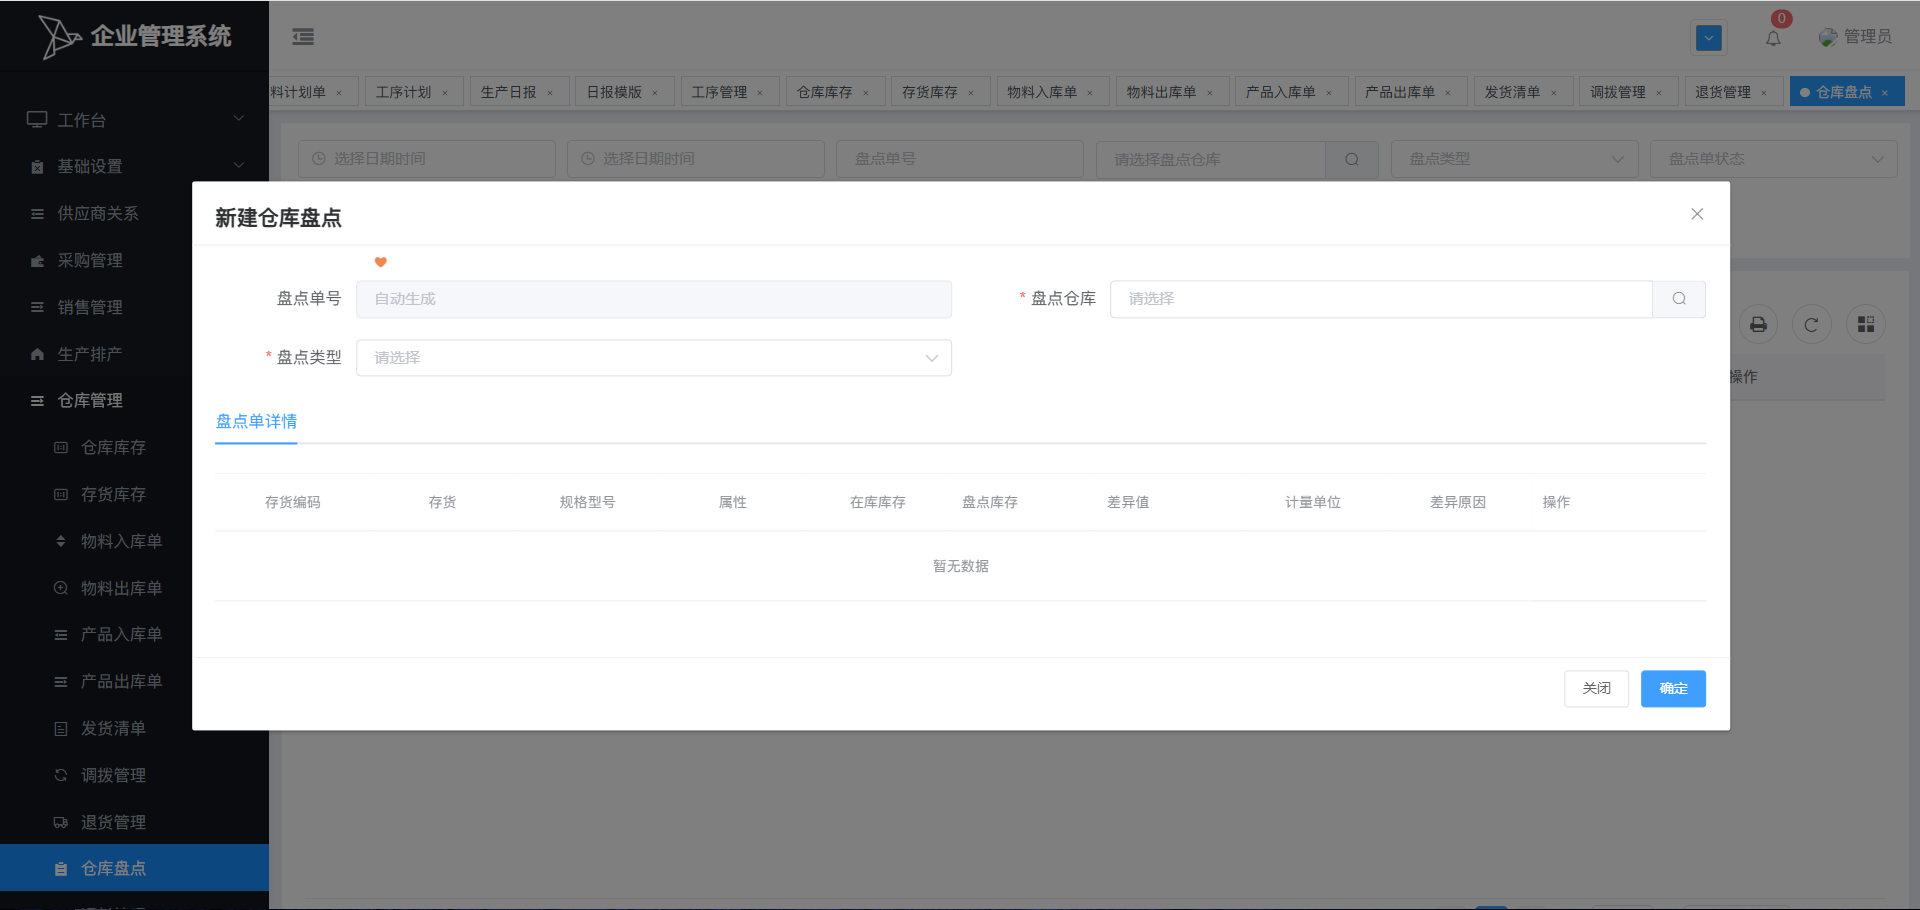 企业管理系统
0
管理员
料计划单 ×
工序计划 ×
生产日报 ×
日报模版 ×
工序管理 ×
仓库库存 ×
存货库存 ×
物料入库单 ×
物料出库单 ×
产品入库单 ×
产品出库单 ×
发货清单 ×
调拨管理 ×
退货管理 ×
仓库盘点 ×
选择日期时间
选择日期时间
盘点单号
请选择盘点仓库
盘点类型
盘点单状态
工作台
基础设置
供应商关系
采购管理
销售管理
生产排产
仓库管理
仓库库存
存货库存
物料入库单
物料出库单
产品入库单
产品出库单
发货清单
调拨管理
退货管理
仓库盘点
新建仓库盘点
盘点单号
自动生成
* 盘点仓库
请选择
* 盘点类型
请选择
操作
盘点单详情
存货编码 存货 规格型号 属性 在库库存 盘点库存 差异值 计量单位 差异原因 操作
暂无数据
关闭
确定